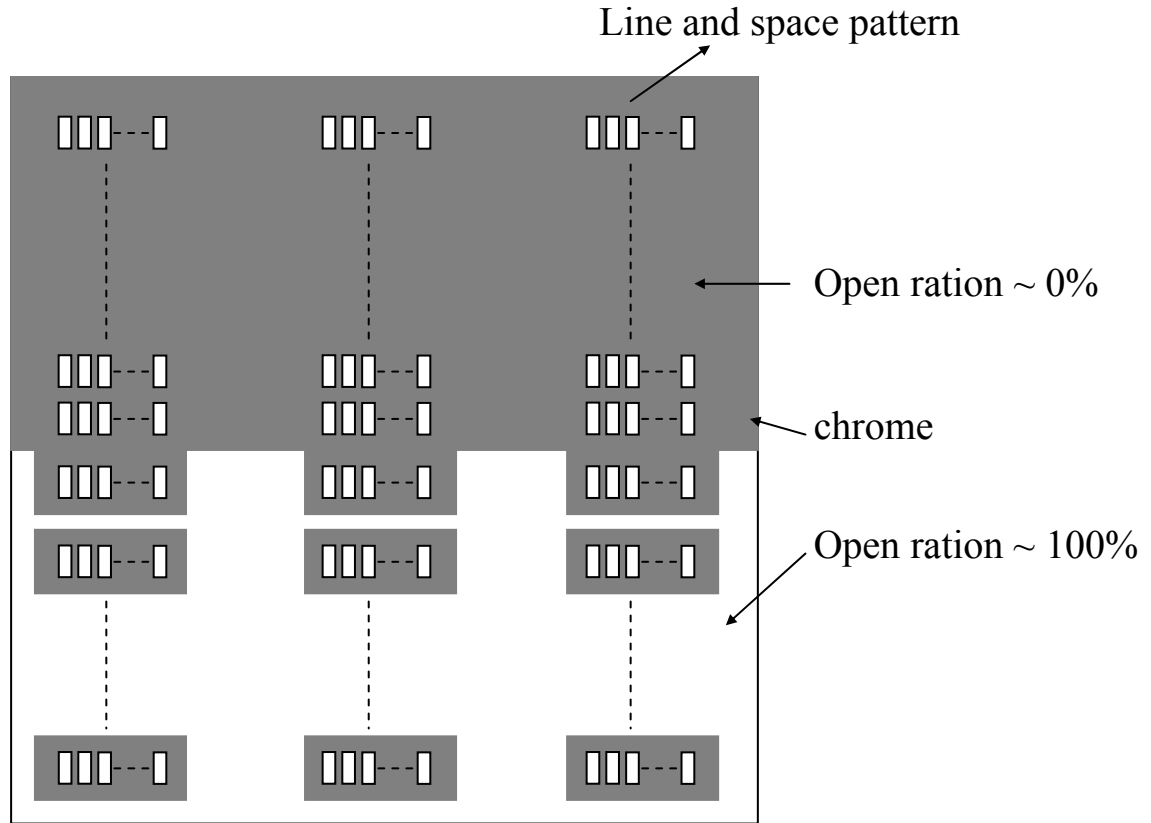 Line and space pattern
Open ration ~ 0%
chrome
Open ration ~ 100%